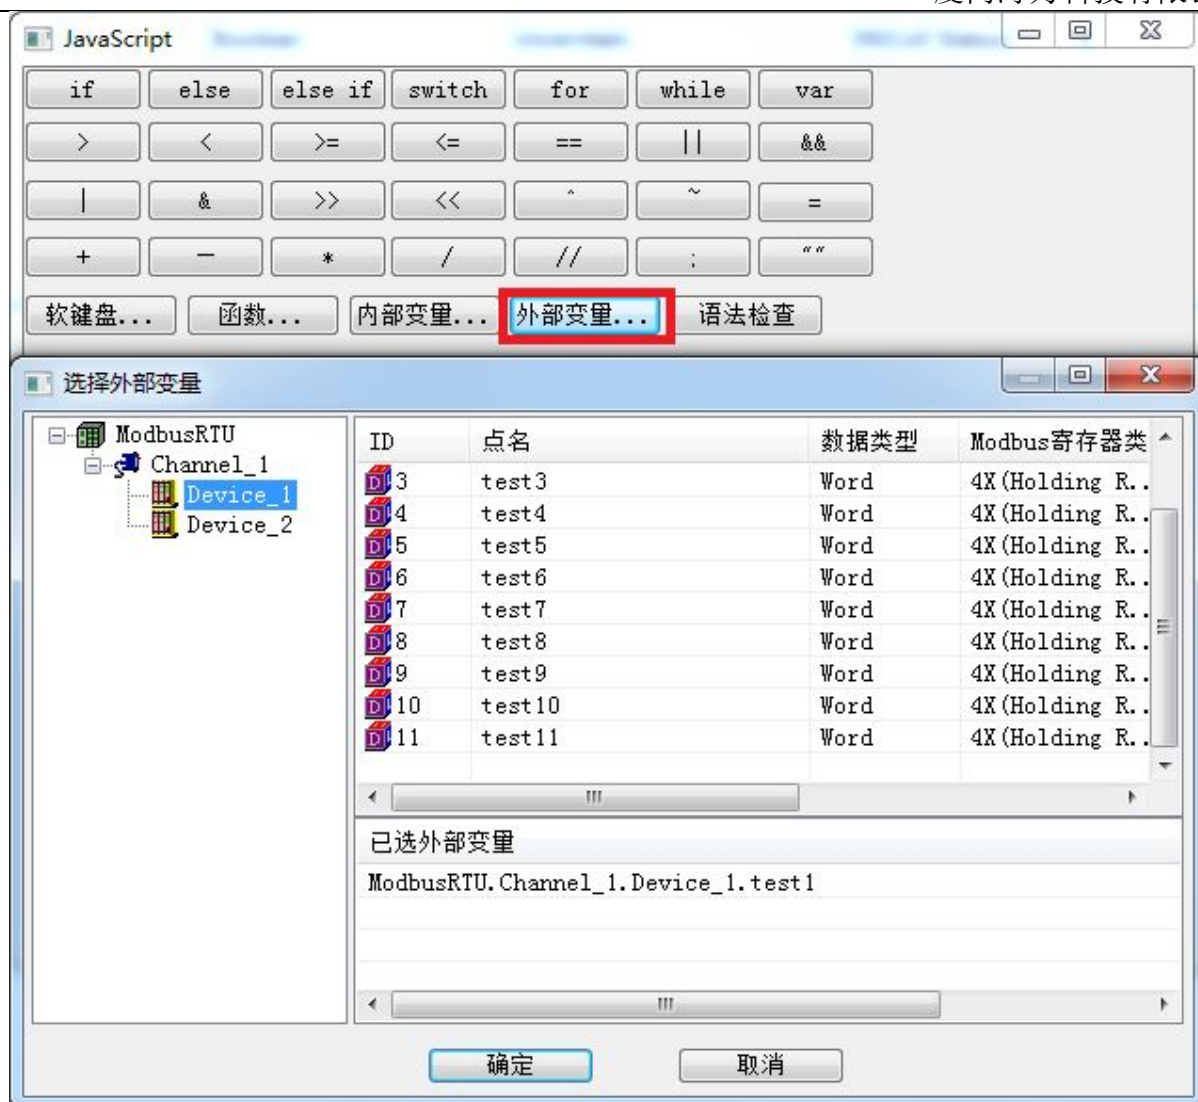 JavaScript
if else else if switch for while var
> < >= <= == || &&
| & >> << ^ ~ =
+ - * / // ; ""
软键盘... 函数... 内部变量... 外部变量... 语法检查
选择外部变量
ModbusRTU
Channel_1
Device_1
Device_2
ID 点名 数据类型 Modbus寄存器类
3 test3 Word 4X(Holding R..
4 test4 Word 4X(Holding R..
5 test5 Word 4X(Holding R..
6 test6 Word 4X(Holding R..
7 test7 Word 4X(Holding R..
8 test8 Word 4X(Holding R..
9 test9 Word 4X(Holding R..
10 test10 Word 4X(Holding R..
11 test11 Word 4X(Holding R..
已选外部变量
ModbusRTU.Channel_1.Device_1.test1
确定 取消